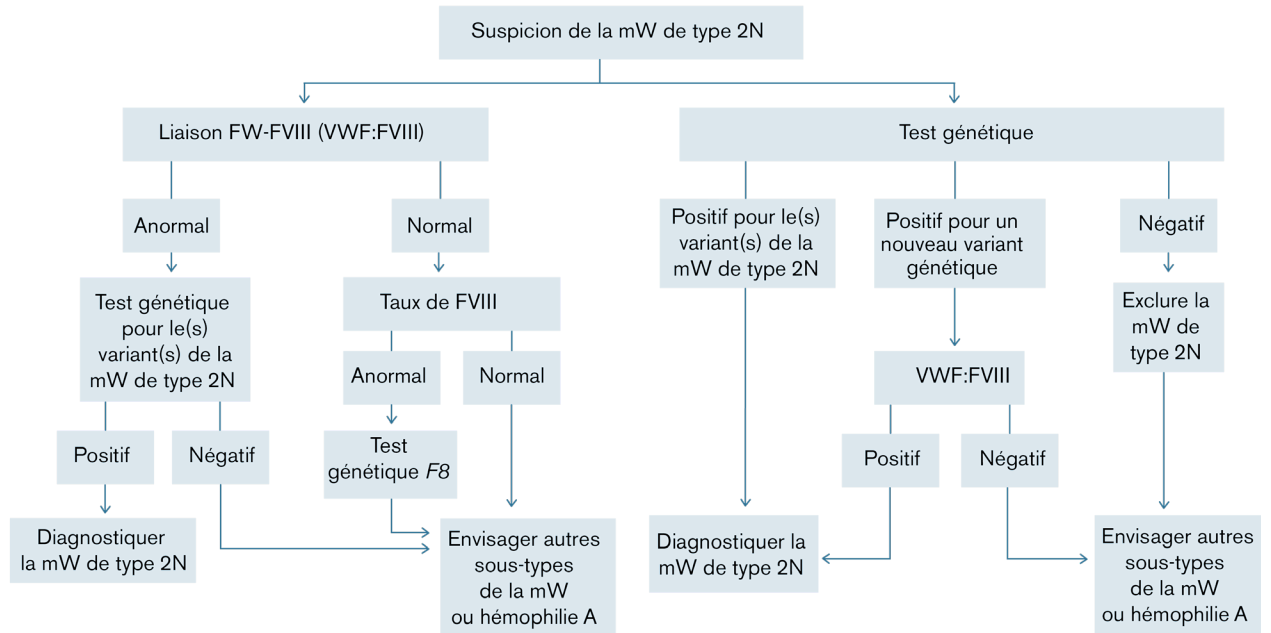 Suspicion de la mW de type 2N
Liaison FW-FVIII (VWF:FVIII)
Anormal
Normal
Test génétique
pour le(s)
variant(s) de la
mW de type 2N
Taux de FVIII
Anormal
Normal
Positif
Négatif
Test
génétique F8
Diagnostiquer
la mW de type 2N
Envisager autres
sous-types
de la mW
ou hémophilie A
Test génétique
Positif pour le(s)
variant(s) de la
mW de type 2N
Positif pour un
nouveau variant
génétique
Négatif
Exclure la
mW de
type 2N
VWF:FVIII
Positif
Négatif
Diagnostiquer la
mW de type 2N
Envisager autres
sous-types
de la mW
ou hémophilie A